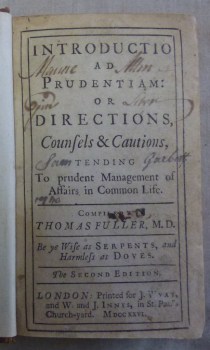 INTRODUCTIO
AD
PRUDENTIAM:
OR
DIRECTIONS,
Counsels & Cautions,
TENDING
To prudent Management of
Affairs in Common Life.
THOMAS FULLER, M.D.
Be ye Wise as SERPENTS, and
Harmless as DOVES.
The SECOND EDITION.
LONDON: Printed for J.
and W. and J. INNYS, in St. Paul's
Church-yard.